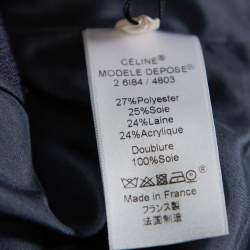 CÉLINE®
MODELE DEPOSE®
2 6I84 / 4803
27%Polyester
25%Soie
24%Laine
24%Acrylique
Doublure
100%Soie
Made in France
フランス製
法国制造